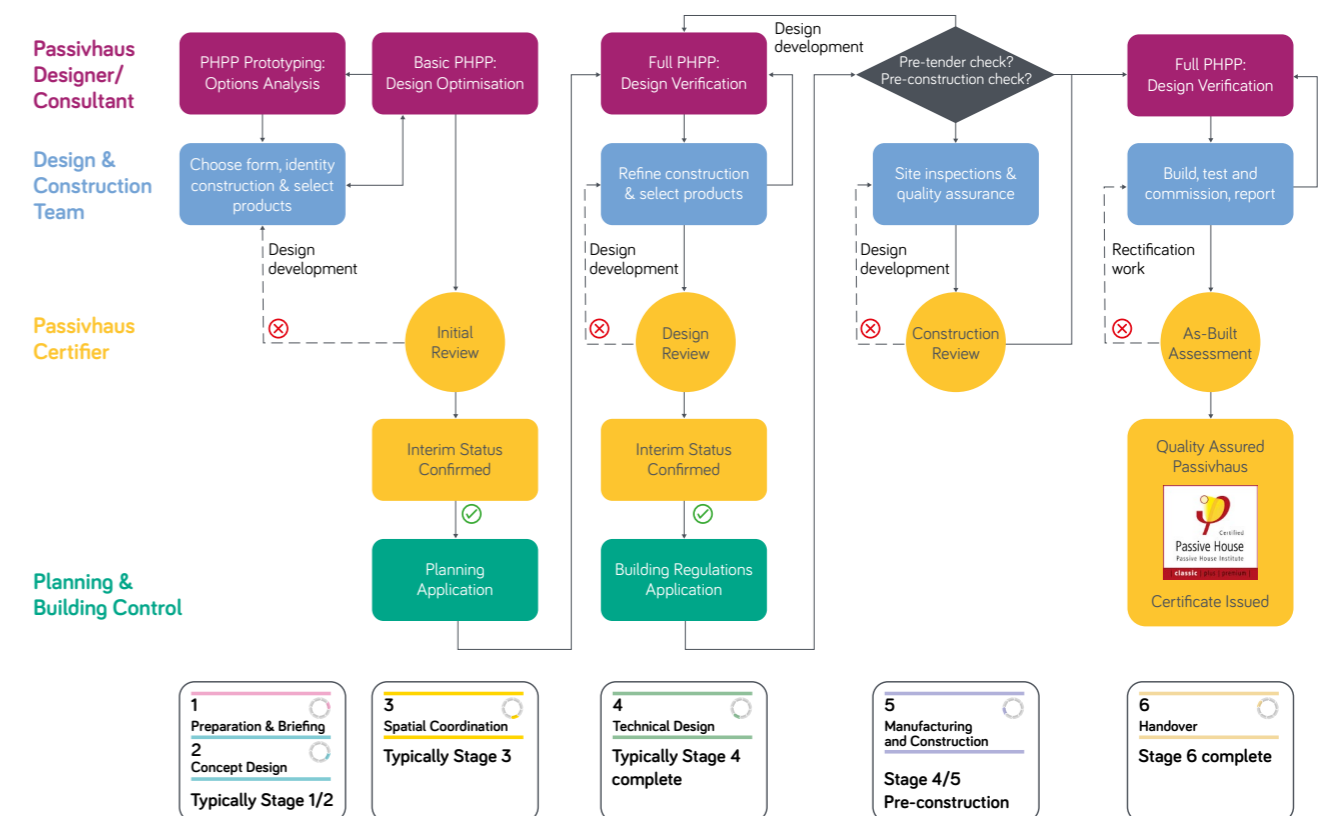 Passivhaus
Designer/
Consultant
PHPP Prototyping:
Options Analysis
Basic PHPP:
Design Optimisation
Full PHPP:
Design Verification
Design
development
Pre-tender check?
Pre-construction check?
Full PHPP:
Design Verification
Design &
Construction
Team
Choose form, identity
construction & select
products
Refine construction
& select products
Site inspections &
quality assurance
Build, test and
commission, report
Design
development
Design
development
Design
development
Rectification
work
Passivhaus
Certifier
Initial
Review
Design
Review
Construction
Review
As-Built
Assessment
Interim Status
Confirmed
Interim Status
Confirmed
Quality Assured
Passivhaus
Certified
Passive House
Passive House Institute
classic | plus | premium
Certificate Issued
Planning &
Building Control
Planning
Application
Building Regulations
Application
1
Preparation & Briefing
2
Concept Design
Typically Stage 1/2
3
Spatial Coordination
Typically Stage 3
4
Technical Design
Typically Stage 4
complete
5
Manufacturing
and Construction
Stage 4/5
Pre-construction
6
Handover
Stage 6 complete